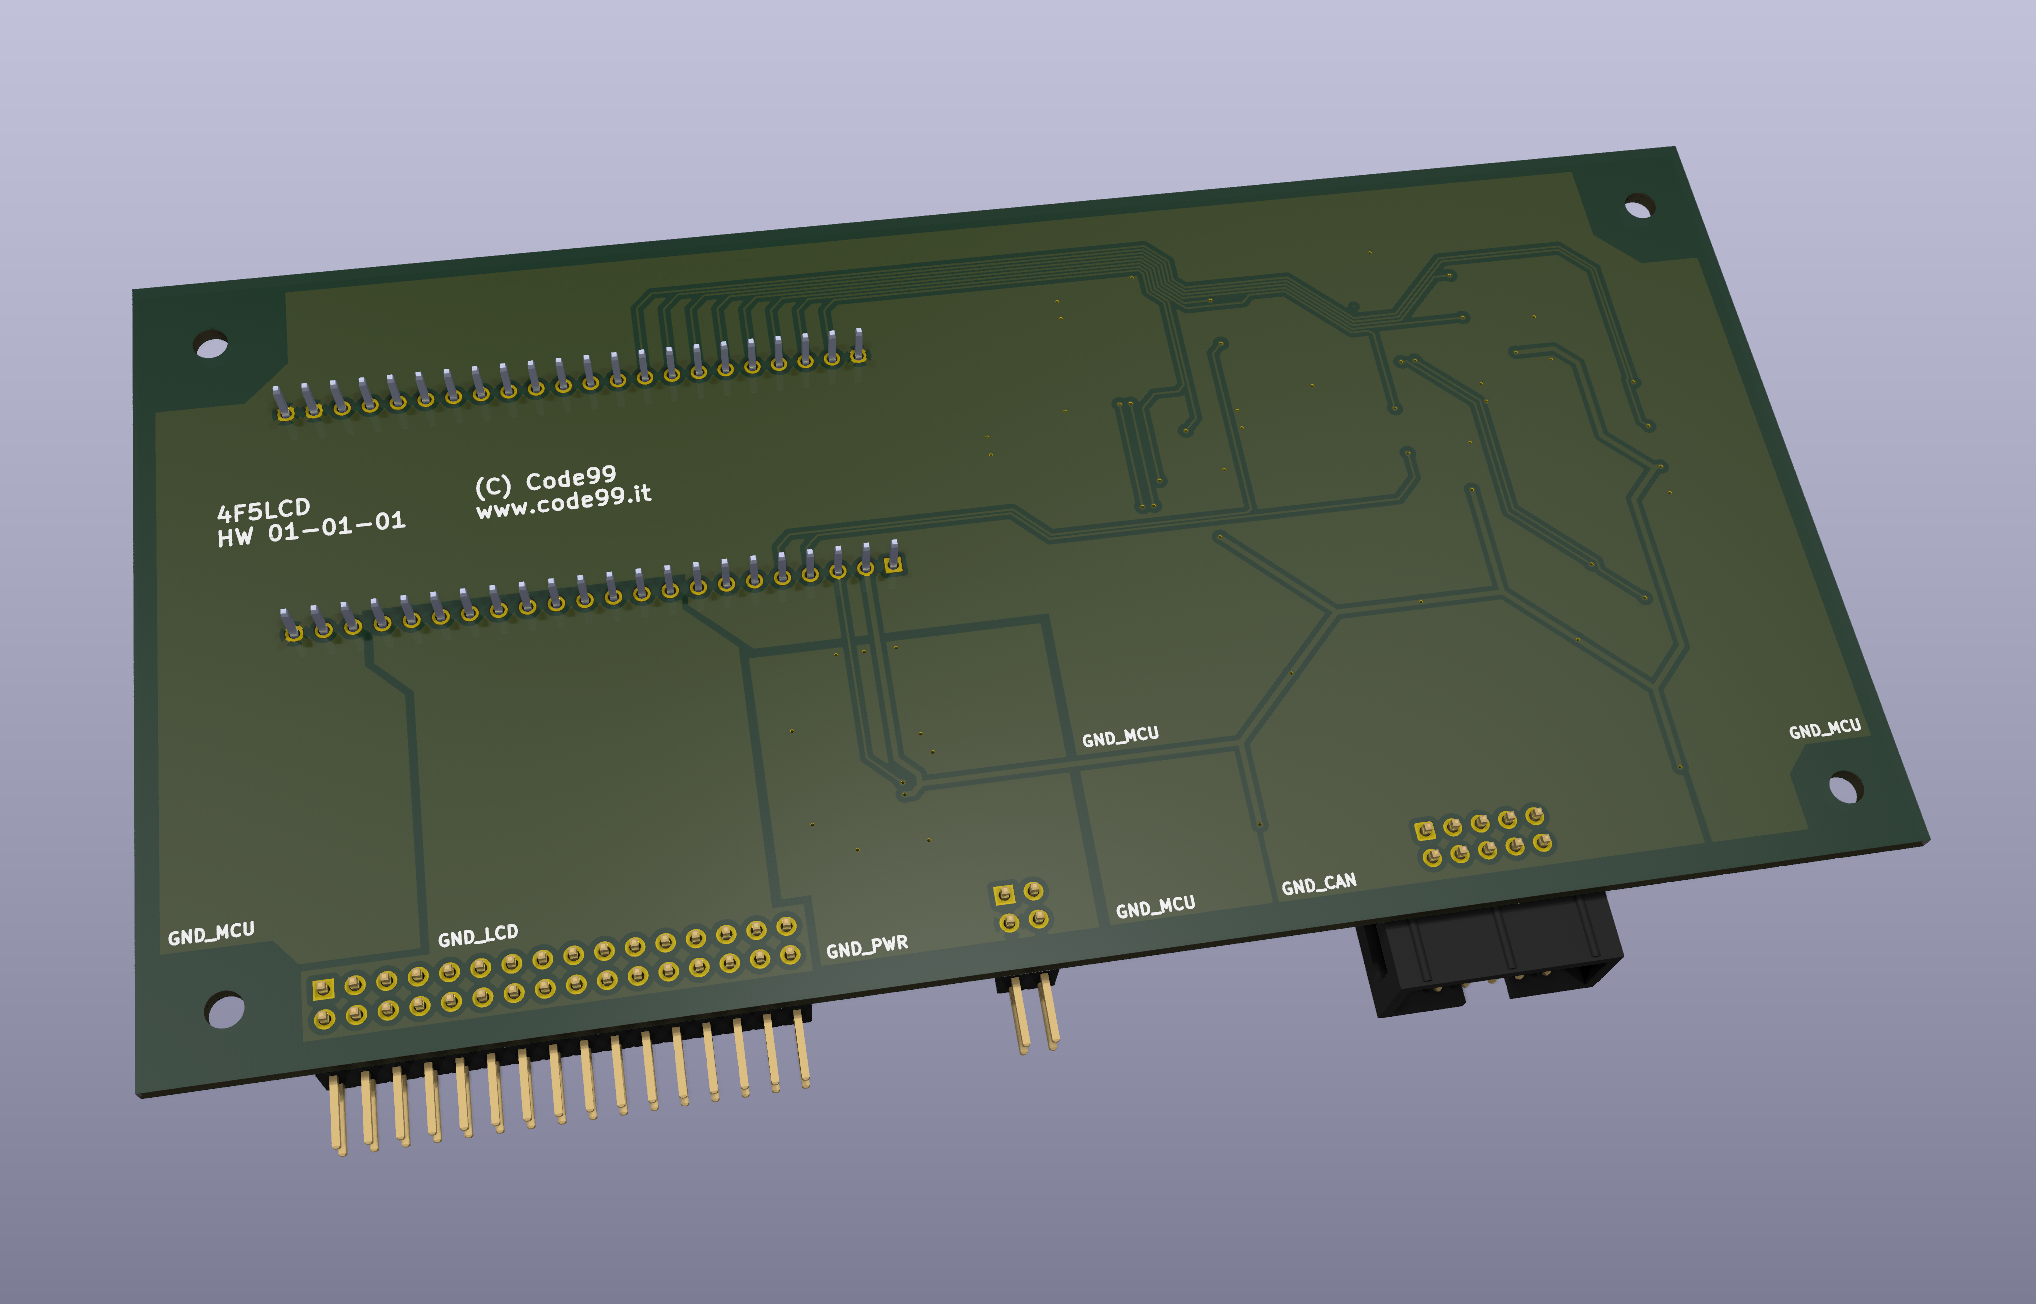 4F5LCD
HW 01-01-01
(C) Code99
www.code99.it
GND_MCU
GND_MCU
GND_MCU
GND_LCD
GND_PWR
GND_MCU
GND_CAN